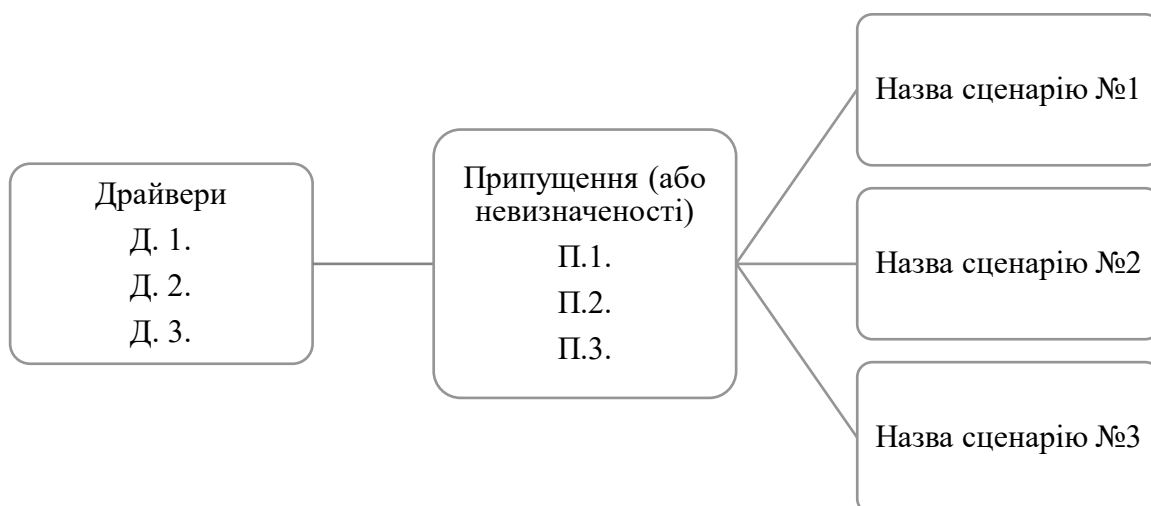 Драйвери
Д. 1.
Д. 2.
Д. 3.
Припущення (або
невизначеності)
П.1.
П.2.
П.3.
Назва сценарію №1
Назва сценарію №2
Назва сценарію №3